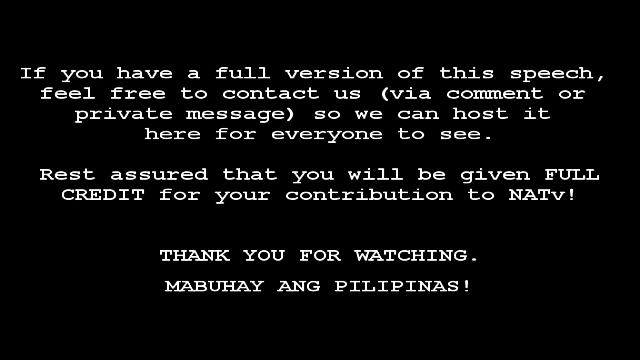 If you have a full version of this speech,
feel free to contact us (via comment or
private message) so we can host it
here for everyone to see.
Rest assured that you will be given FULL
CREDIT for your contribution to NATv!
THANK YOU FOR WATCHING.
MABUHAY ANG PILIPINAS!